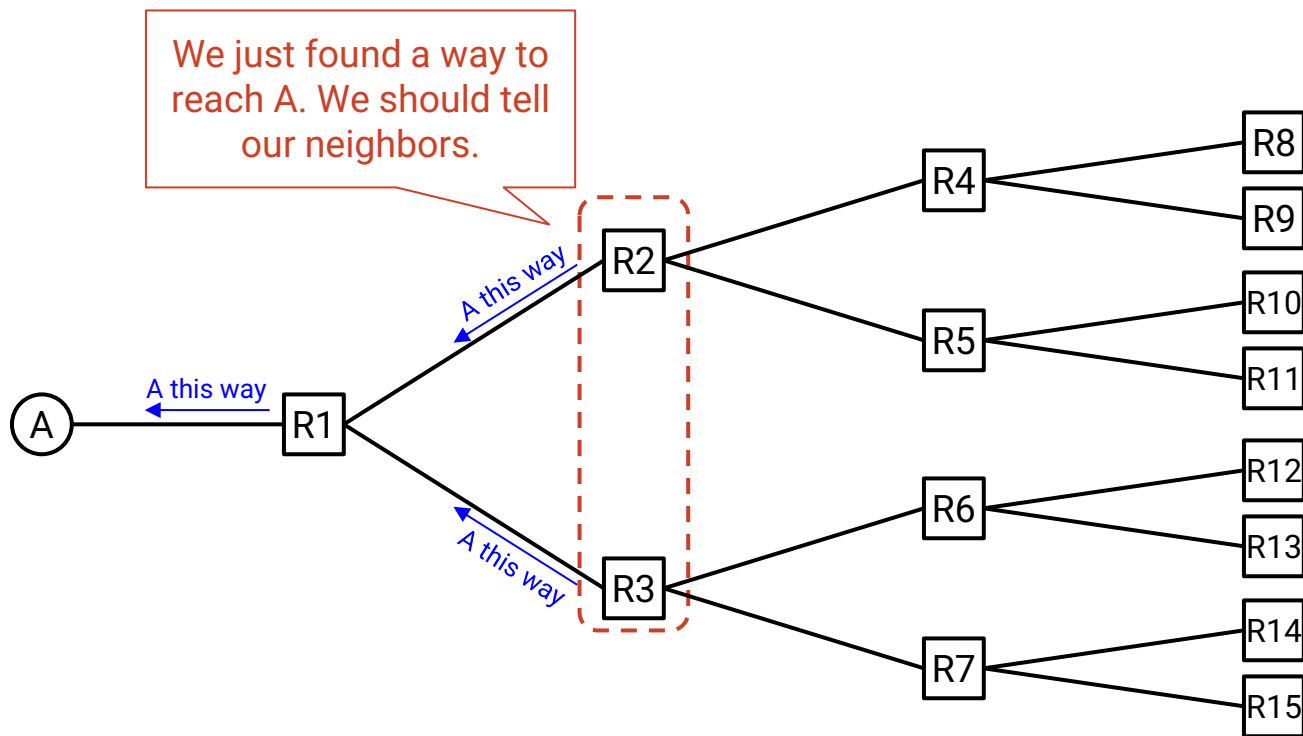 We just found a way to
reach A. We should tell
our neighbors.
R8
R4
R9
R2
A this way
R10
R5
R11
A this way
A
R1
R12
R6
R13
A this way
R3
R14
R7
R15